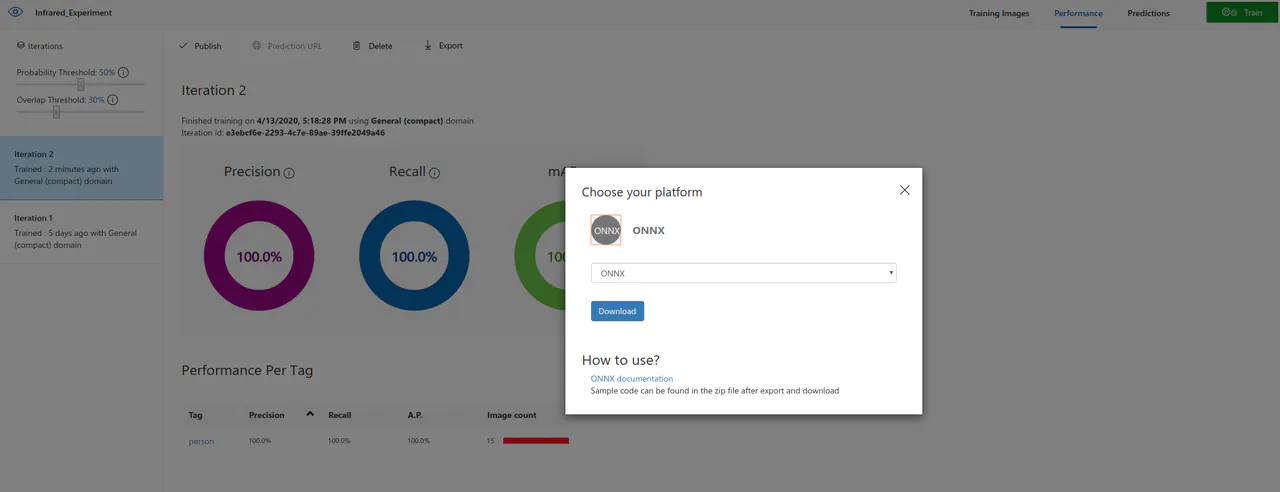 Infrared_Experiment
Training Images
Performance
Predictions
Train
Iterations
Probability Threshold: 50%
Overlap Threshold: 30%
Iteration 2
Trained : 2 minutes ago with
General (compact) domain
Iteration 1
Trained : 5 days ago with General
(compact) domain
Publish
Prediction URL
Delete
Export
Iteration 2
Finished training on 4/13/2020, 5:18:28 PM using General (compact) domain
Iteration id: e3ebcf6e-2293-4c7e-89ae-39ffe2049a46
Precision
Recall
100.0%
100.0%
Performance Per Tag
Tag Precision Recall A.P. Image count
person 100.0% 100.0% 100.0% 15
Choose your platform
ONNX
ONNX
ONNX
Download
How to use?
ONNX documentation
Sample code can be found in the zip file after export and download